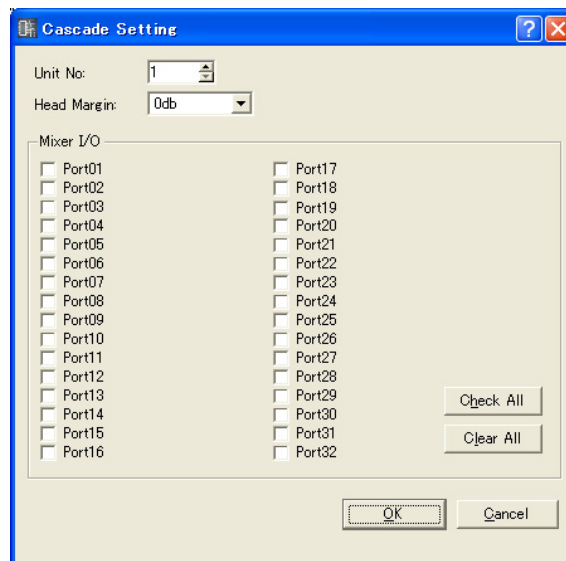 Cascade Setting
Unit No: 1
Head Margin: 0db
Mixer I/O
Port01 Port17
Port02 Port18
Port03 Port19
Port04 Port20
Port05 Port21
Port06 Port22
Port07 Port23
Port08 Port24
Port09 Port25
Port10 Port26
Port11 Port27
Port12 Port28
Port13 Port29 Check All
Port14 Port30
Port15 Port31 Clear All
Port16 Port32
OK Cancel